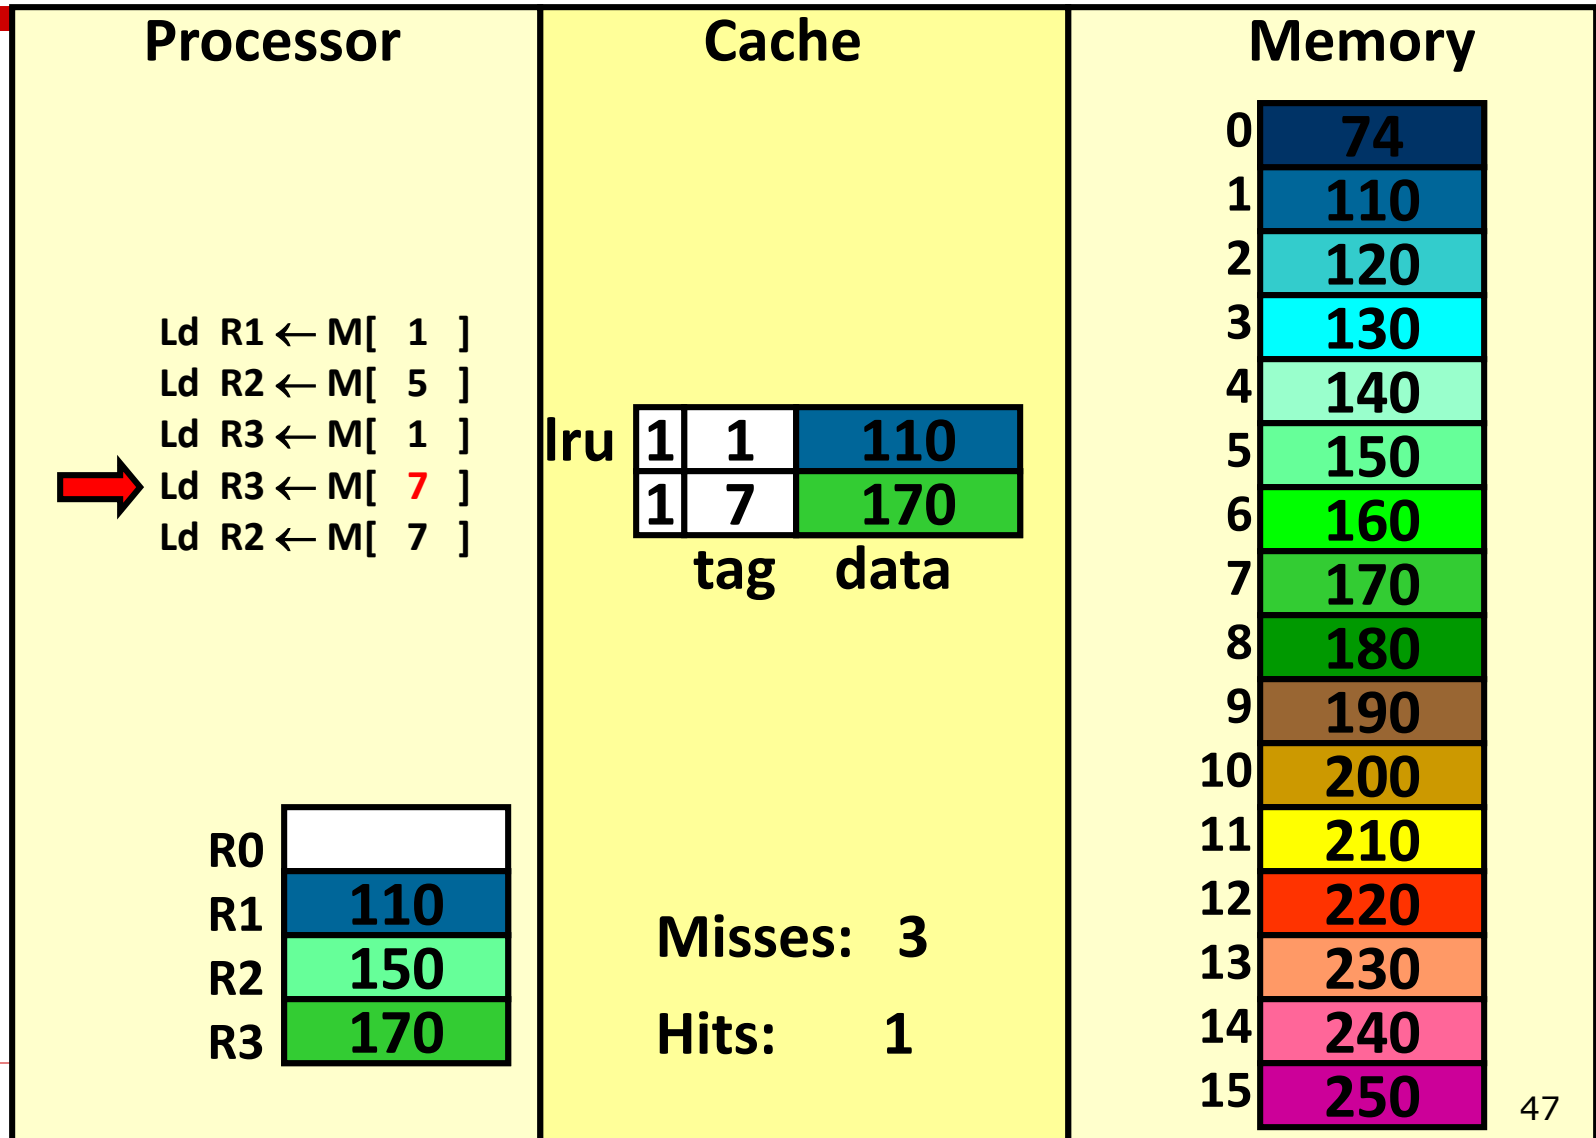 Processor
Ld R1 ← M[ 1 ]
Ld R2 ← M[ 5 ]
Ld R3 ← M[ 1 ]
Ld R3 ← M[ 7 ]
Ld R2 ← M[ 7 ]
R0
R1 110
R2 150
R3 170
Cache
lru 1 1 110
1 7 170
tag data
Misses: 3
Hits: 1
Memory
0 74
1 110
2 120
3 130
4 140
5 150
6 160
7 170
8 180
9 190
10 200
11 210
12 220
13 230
14 240
15 250
47